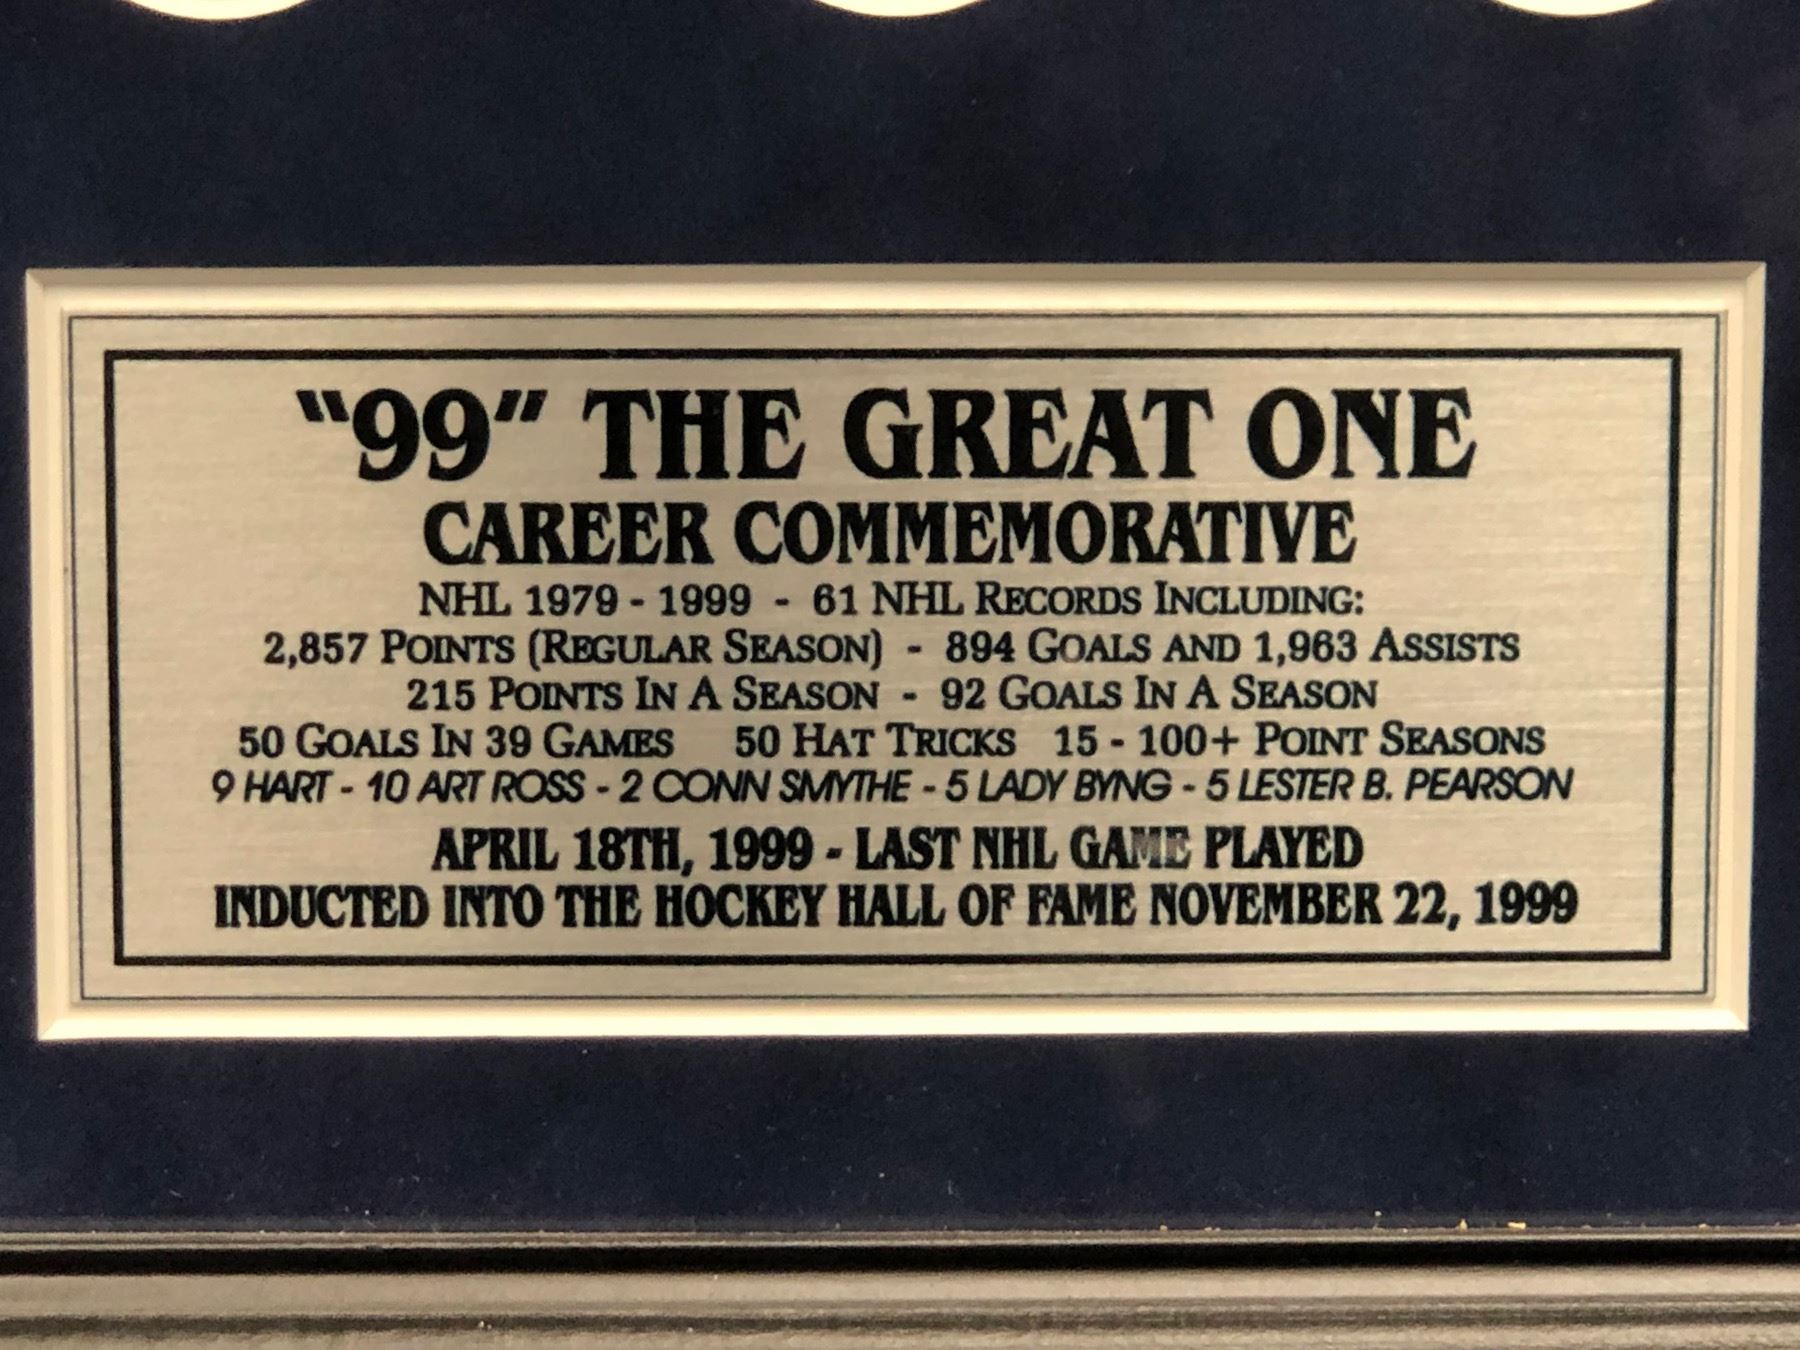 "99" THE GREAT ONE
CAREER COMMEMORATIVE
NHL 1979 - 1999 - 61 NHL RECORDS INCLUDING:
2,857 POINTS (REGULAR SEASON) - 894 GOALS AND 1,963 ASSISTS
215 POINTS IN A SEASON - 92 GOALS IN A SEASON
50 GOALS IN 39 GAMES 50 HAT TRICKS 15 - 100+ POINT SEASONS
9 HART - 10 ART ROSS - 2 CONN SMYTHE - 5 LADY BYNG - 5 LESTER B. PEARSON
APRIL 18TH, 1999 - LAST NHL GAME PLAYED
INDUCTED INTO THE HOCKEY HALL OF FAME NOVEMBER 22, 1999